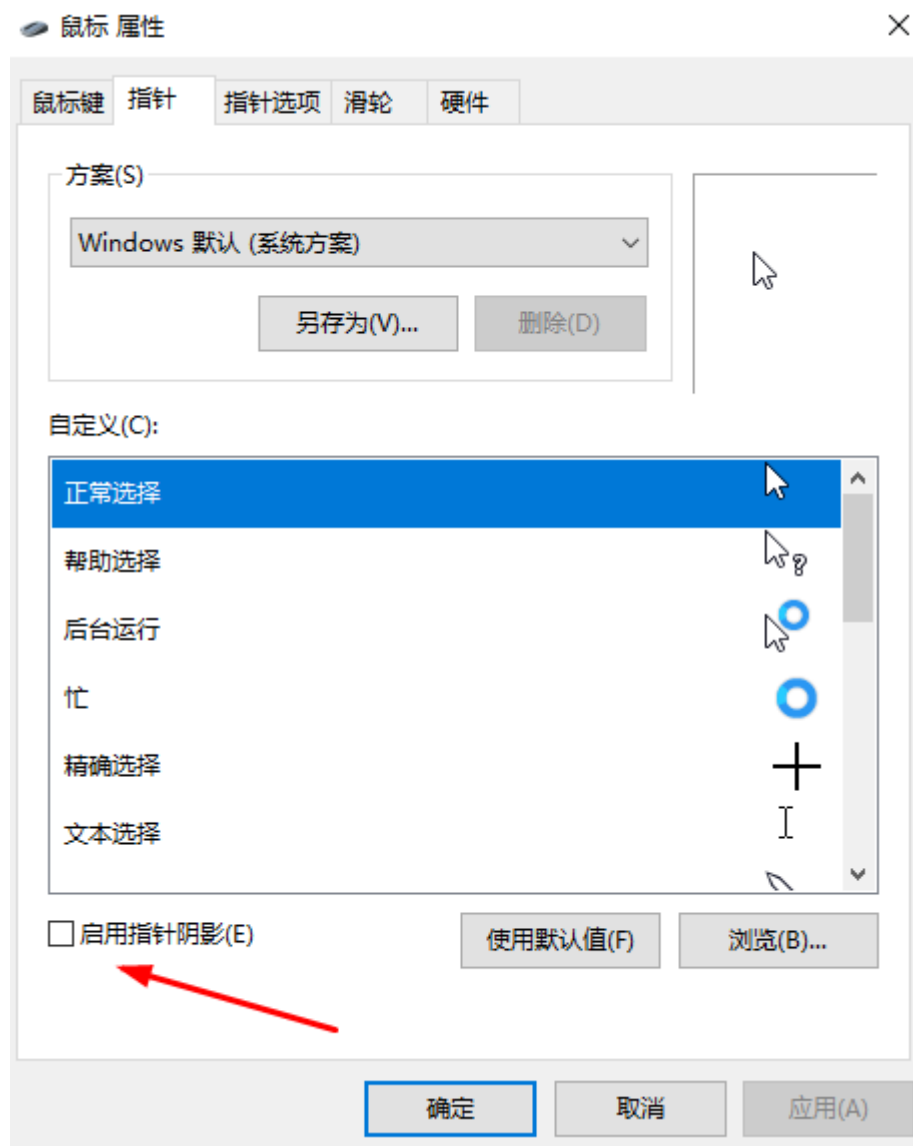 鼠标 属性
鼠标键 指针 指针选项 滑轮 硬件
方案(S)
Windows 默认 (系统方案)
另存为(V)... 删除(D)
自定义(C):
正常选择
帮助选择
后台运行
忙
精确选择
文本选择
启用指针阴影(E) 使用默认值(F) 浏览(B)...
确定 取消 应用(A)